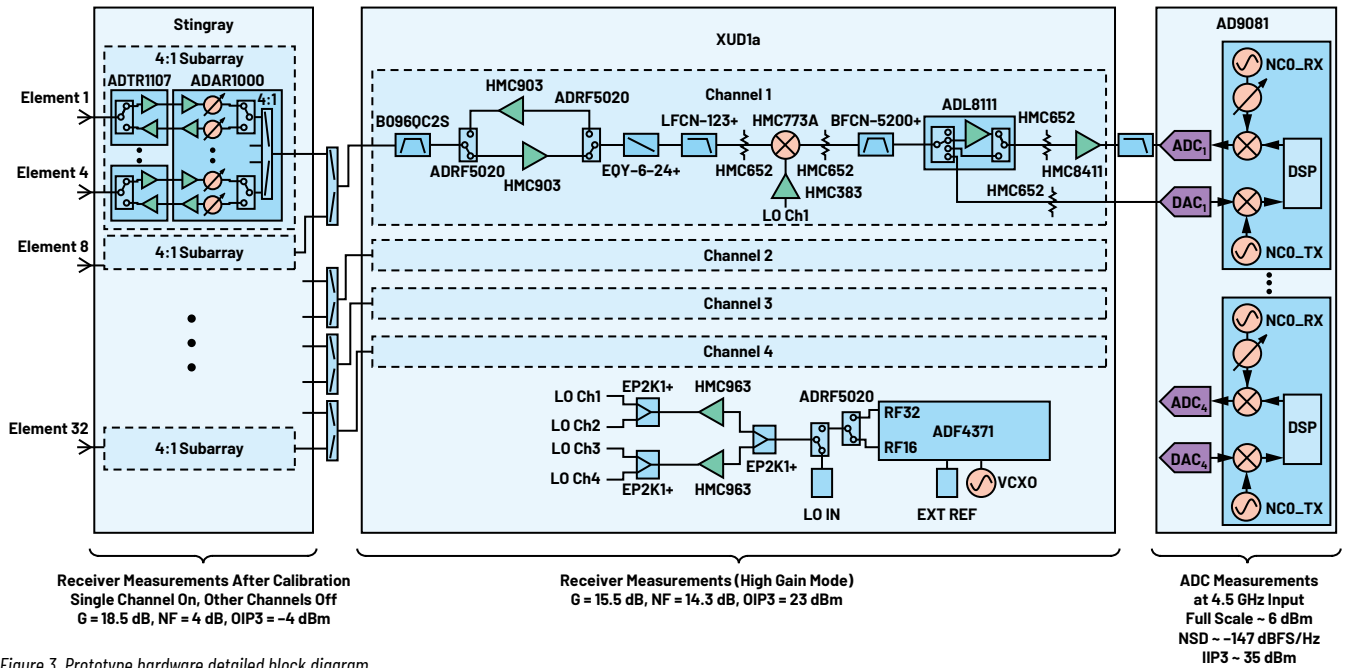 Stingray
4:1 Subarray
ADTR1107
ADAR1000
4:1
Element 1
Element 4
Element 8
4:1 Subarray
Element 32
4:1 Subarray
XUD1a
Channel 1
B096QC2S
ADRF5020
HMC903
HMC903
ADRF5020
EQY-6-24+
LFCN-123+
HMC652
HMC773A
HMC652
HMC383
LO Ch1
BFCN-5200+
ADL8111
HMC652
HMC8411
HMC652
Channel 2
Channel 3
Channel 4
LO Ch1
LO Ch2
LO Ch3
LO Ch4
EP2K1+
EP2K1+
HMC963
HMC963
EP2K1+
ADRF5020
LO IN
RF32
RF16
ADF4371
EXT REF
VCXO
AD9081
NCO_RX
ADC1
DSP
DAC1
NCO_TX
NCO_RX
ADC4
DSP
DAC4
NCO_TX
Receiver Measurements After Calibration
Single Channel On, Other Channels Off
G = 18.5 dB, NF = 4 dB, OIP3 = –4 dBm
Receiver Measurements (High Gain Mode)
G = 15.5 dB, NF = 14.3 dB, OIP3 = 23 dBm
ADC Measurements
at 4.5 GHz Input
Full Scale ~ 6 dBm
NSD ~ –147 dBFS/Hz
IIP3 ~ 35 dBm
Figure 3. Prototype hardware detailed block diagram